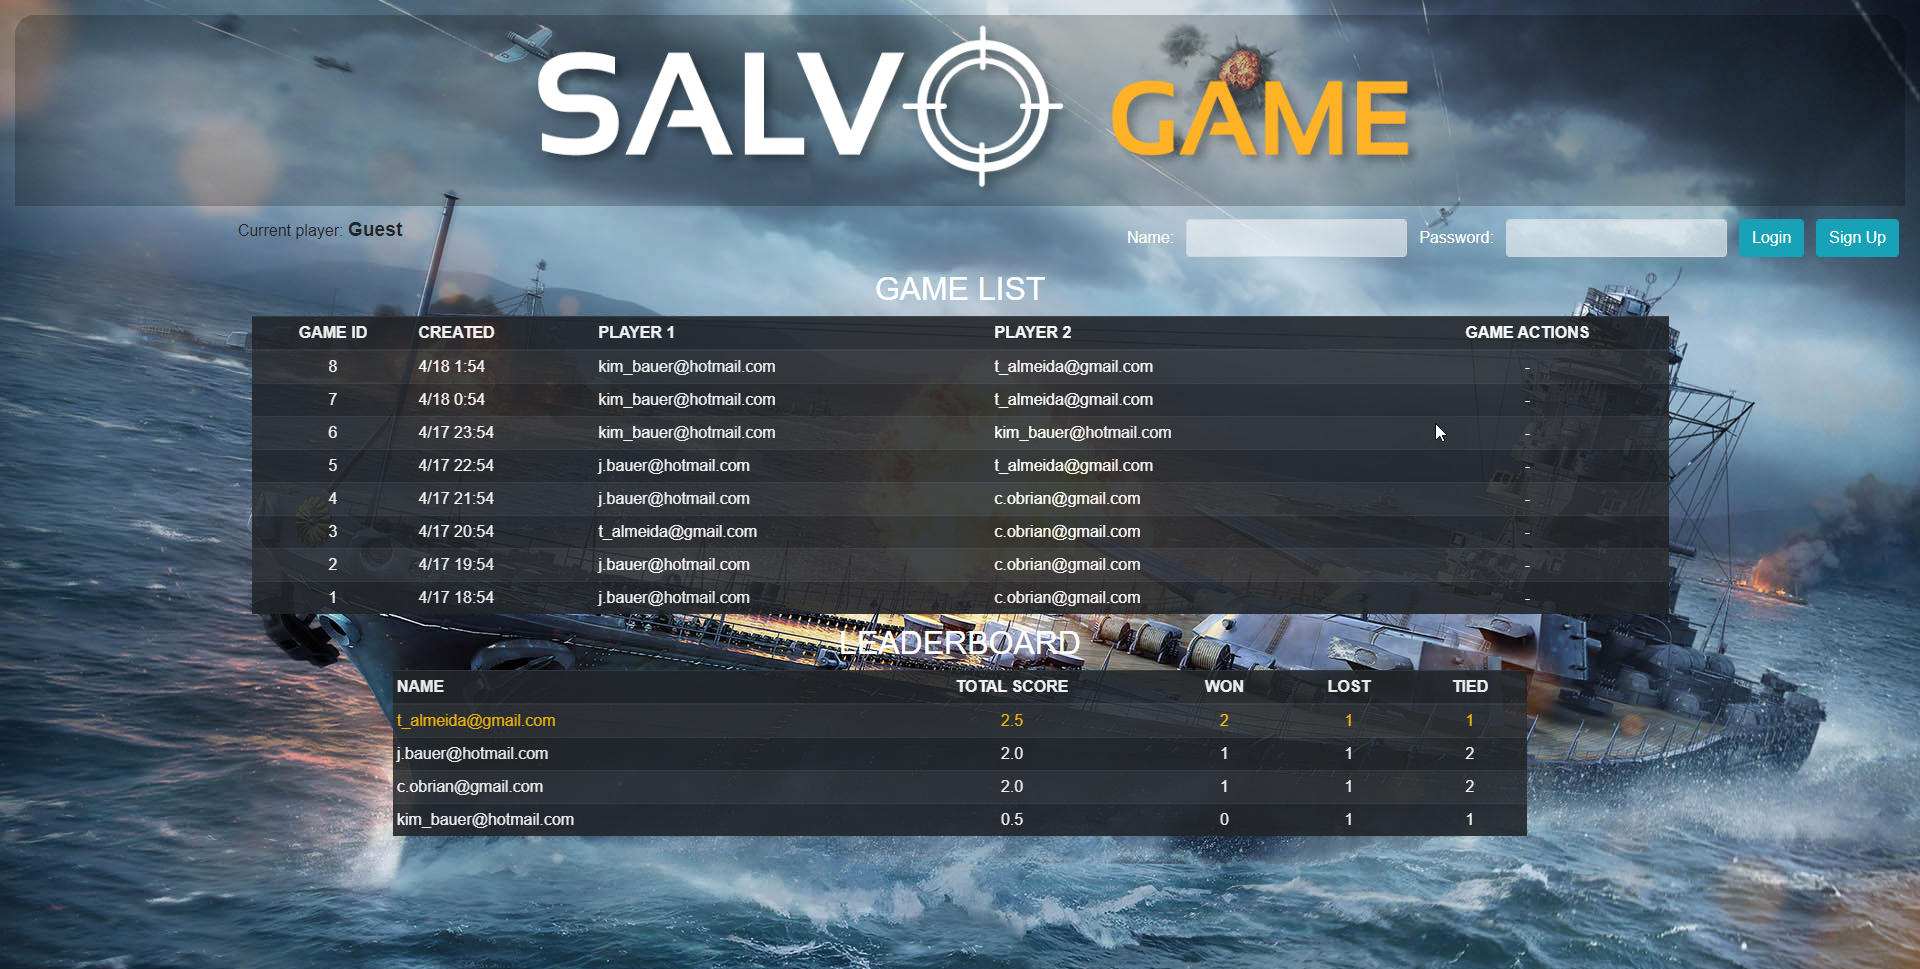 SALVO GAME
Current player: Guest
Name: Password: Login Sign Up
GAME LIST
GAME ID CREATED PLAYER 1 PLAYER 2 GAME ACTIONS
8 4/18 1:54 kim_bauer@hotmail.com t_almeida@gmail.com -
7 4/18 0:54 kim_bauer@hotmail.com t_almeida@gmail.com -
6 4/17 23:54 kim_bauer@hotmail.com kim_bauer@hotmail.com -
5 4/17 22:54 j.bauer@hotmail.com t_almeida@gmail.com -
4 4/17 21:54 j.bauer@hotmail.com c.obrian@gmail.com -
3 4/17 20:54 t_almeida@gmail.com c.obrian@gmail.com -
2 4/17 19:54 j.bauer@hotmail.com c.obrian@gmail.com -
1 4/17 18:54 j.bauer@hotmail.com c.obrian@gmail.com -
LEADERBOARD
NAME TOTAL SCORE WON LOST TIED
t_almeida@gmail.com 2.5 2 1 1
j.bauer@hotmail.com 2.0 1 1 2
c.obrian@gmail.com 2.0 1 1 2
kim_bauer@hotmail.com 0.5 0 1 1